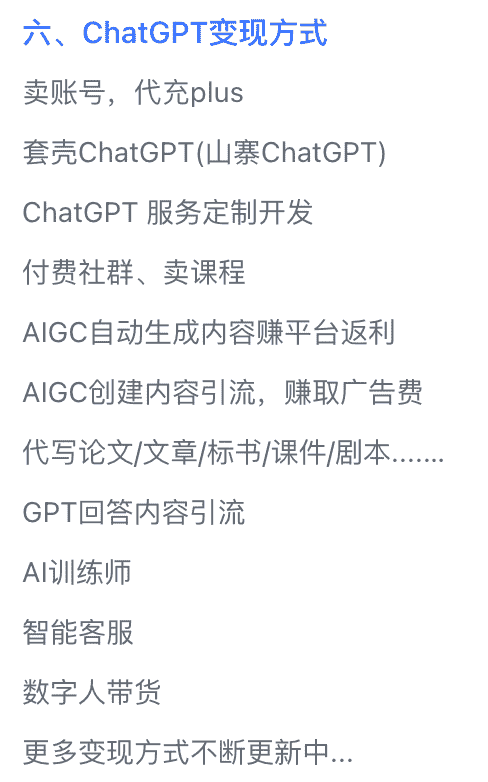 六、ChatGPT变现方式
卖账号，代充plus
套壳ChatGPT(山寨ChatGPT)
ChatGPT 服务定制开发
付费社群、卖课程
AIGC自动生成内容赚平台返利
AIGC创建内容引流，赚取广告费
代写论文/文章/标书/课件/剧本.......
GPT回答内容引流
AI训练师
智能客服
数字人带货
更多变现方式不断更新中...